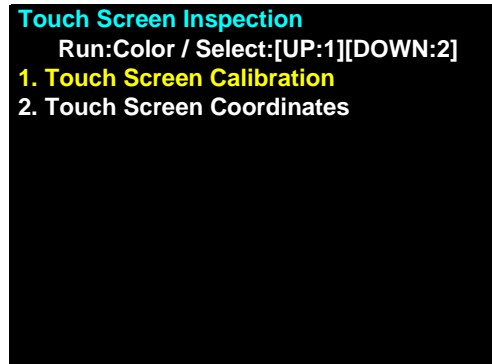 Touch Screen Inspection
Run:Color / Select:[UP:1][DOWN:2]
1. Touch Screen Calibration
2. Touch Screen Coordinates